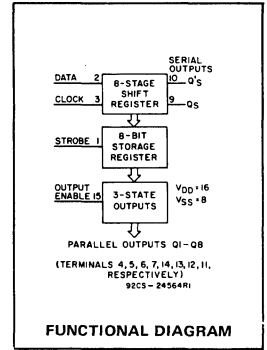 SERIAL
OUTPUTS
DATA 2
8-STAGE
SHIFT
REGISTER
10 Q'S
CLOCK 3
9 QS
STROBE 1
8-BIT
STORAGE
REGISTER
OUTPUT
ENABLE 15
3-STATE
OUTPUTS
VDD = 16
VSS = 8
PARALLEL OUTPUTS Q1-Q8
(TERMINALS 4, 5, 6, 7, 14, 13, 12, 11,
RESPECTIVELY)
92CS-24564R1
FUNCTIONAL DIAGRAM